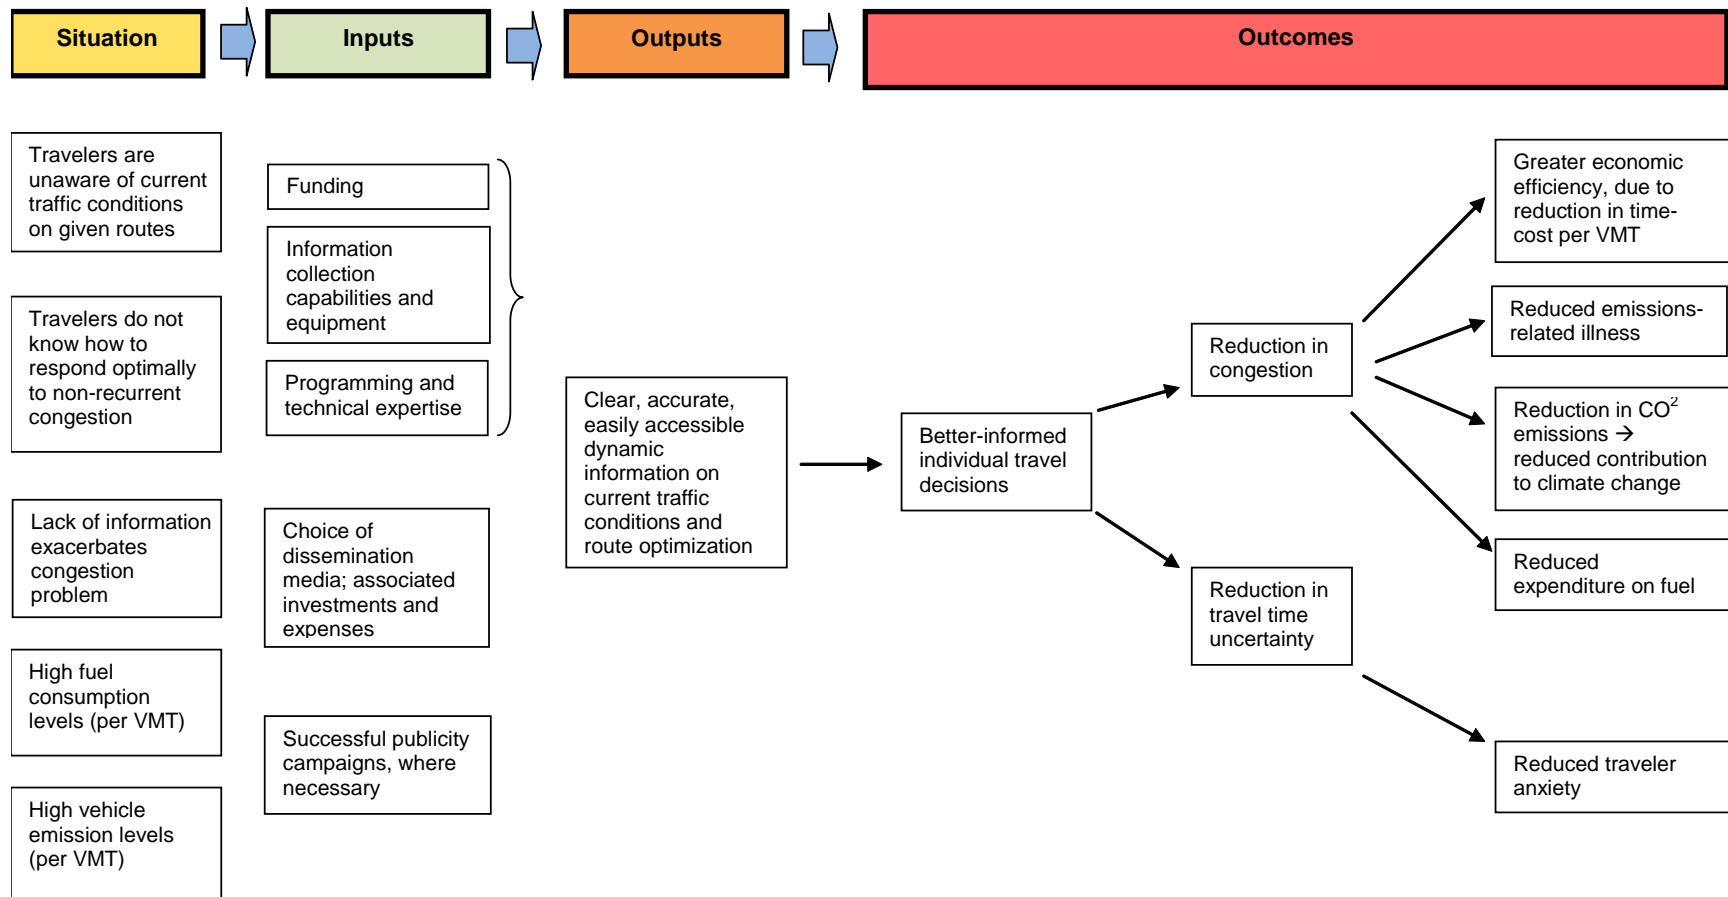 Situation
Inputs
Outputs
Outcomes
Travelers are
unaware of current
traffic conditions
on given routes
Travelers do not
know how to
respond optimally
to non-recurrent
congestion
Lack of information
exacerbates
congestion
problem
High fuel
consumption
levels (per VMT)
High vehicle
emission levels
(per VMT)
Funding
Information
collection
capabilities and
equipment
Programming and
technical expertise
Choice of
dissemination
media; associated
investments and
expenses
Successful publicity
campaigns, where
necessary
Clear, accurate,
easily accessible
dynamic
information on
current traffic
conditions and
route optimization
Better-informed
individual travel
decisions
Reduction in
congestion
Reduction in
travel time
uncertainty
Greater economic
efficiency, due to
reduction in time-
cost per VMT
Reduced emissions-
related illness
Reduction in CO²
emissions →
reduced contribution
to climate change
Reduced
expenditure on fuel
Reduced traveler
anxiety